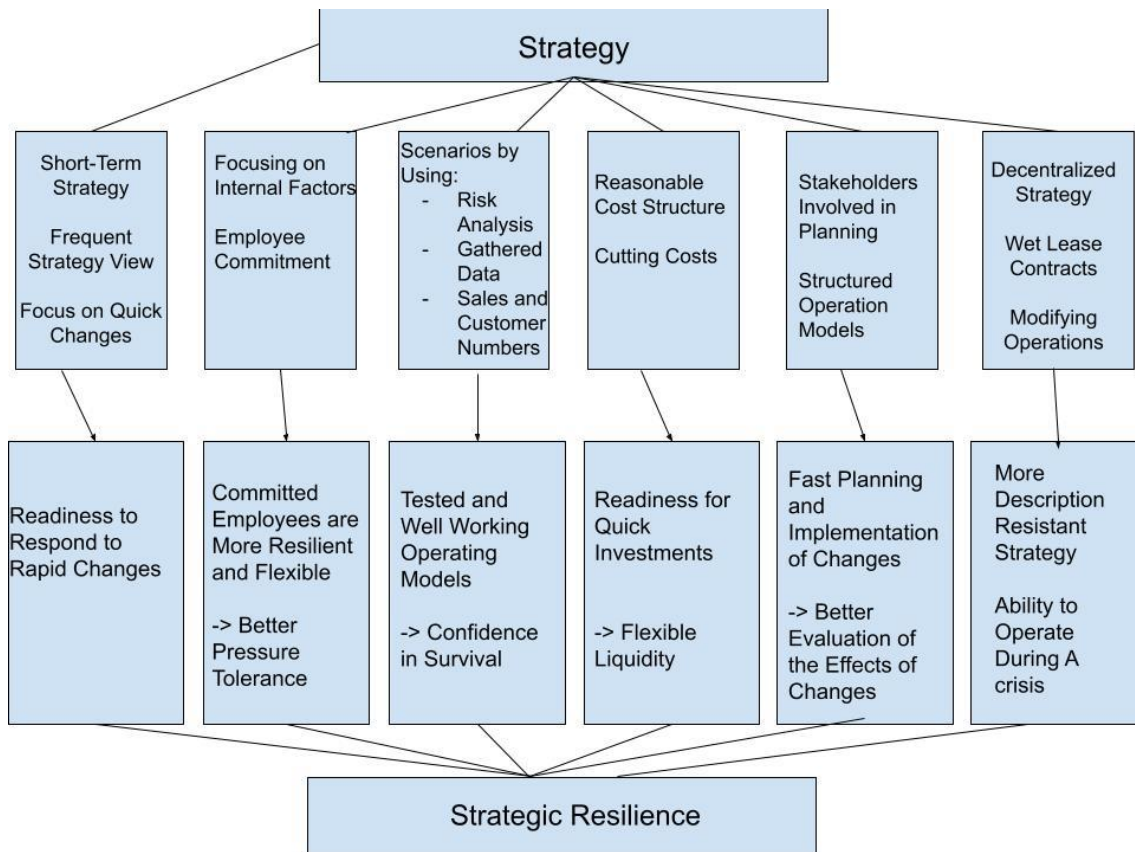 Strategy
Short-Term
Strategy
Frequent
Strategy View
Focus on Quick
Changes
Focusing on
Internal Factors
Employee
Commitment
Scenarios by
Using:
- Risk
Analysis
- Gathered
Data
- Sales and
Customer
Numbers
Reasonable
Cost Structure
Cutting Costs
Stakeholders
Involved in
Planning
Structured
Operation
Models
Decentralized
Strategy
Wet Lease
Contracts
Modifying
Operations
Readiness to
Respond to
Rapid Changes
Committed
Employees are
More Resilient
and Flexible
-> Better
Pressure
Tolerance
Tested and
Well Working
Operating
Models
-> Confidence
in Survival
Readiness for
Quick
Investments
-> Flexible
Liquidity
Fast Planning
and
Implementation
of Changes
-> Better
Evaluation of
the Effects of
Changes
More
Description
Resistant
Strategy
Ability to
Operate
During A
crisis
Strategic Resilience